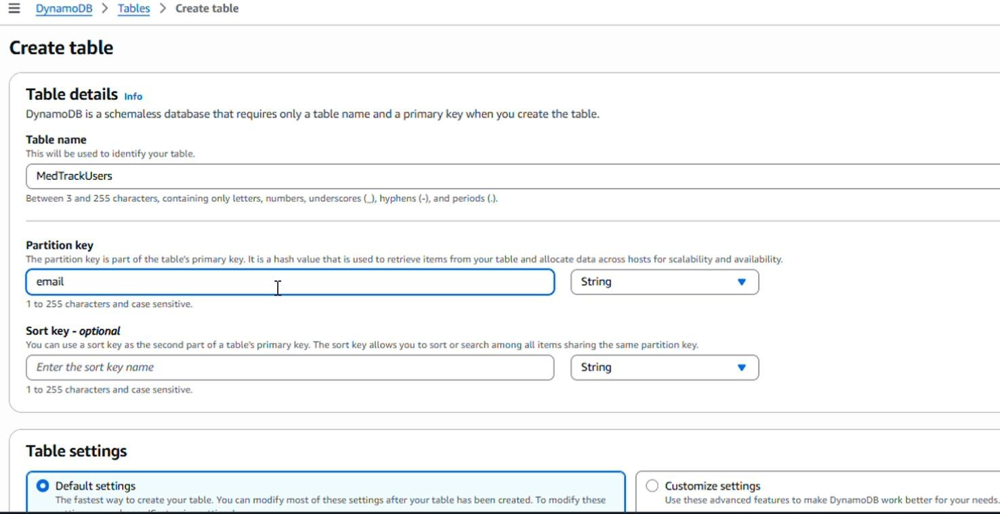 DynamoDB > Tables > Create table
Create table
Table details Info
DynamoDB is a schemaless database that requires only a table name and a primary key when you create the table.
Table name
This will be used to identify your table.
MedTrackUsers
Between 3 and 255 characters, containing only letters, numbers, underscores (_), hyphens (-), and periods (.).
Partition key
The partition key is part of the table's primary key. It is a hash value that is used to retrieve items from your table and allocate data across hosts for scalability and availability.
email String
1 to 255 characters and case sensitive.
Sort key - optional
You can use a sort key as the second part of a table's primary key. The sort key allows you to sort or search among all items sharing the same partition key.
Enter the sort key name String
1 to 255 characters and case sensitive.
Table settings
Default settings Customize settings
The fastest way to create your table. You can modify most of these settings after your table has been created. To modify these Use these advanced features to make DynamoDB work better for your needs.